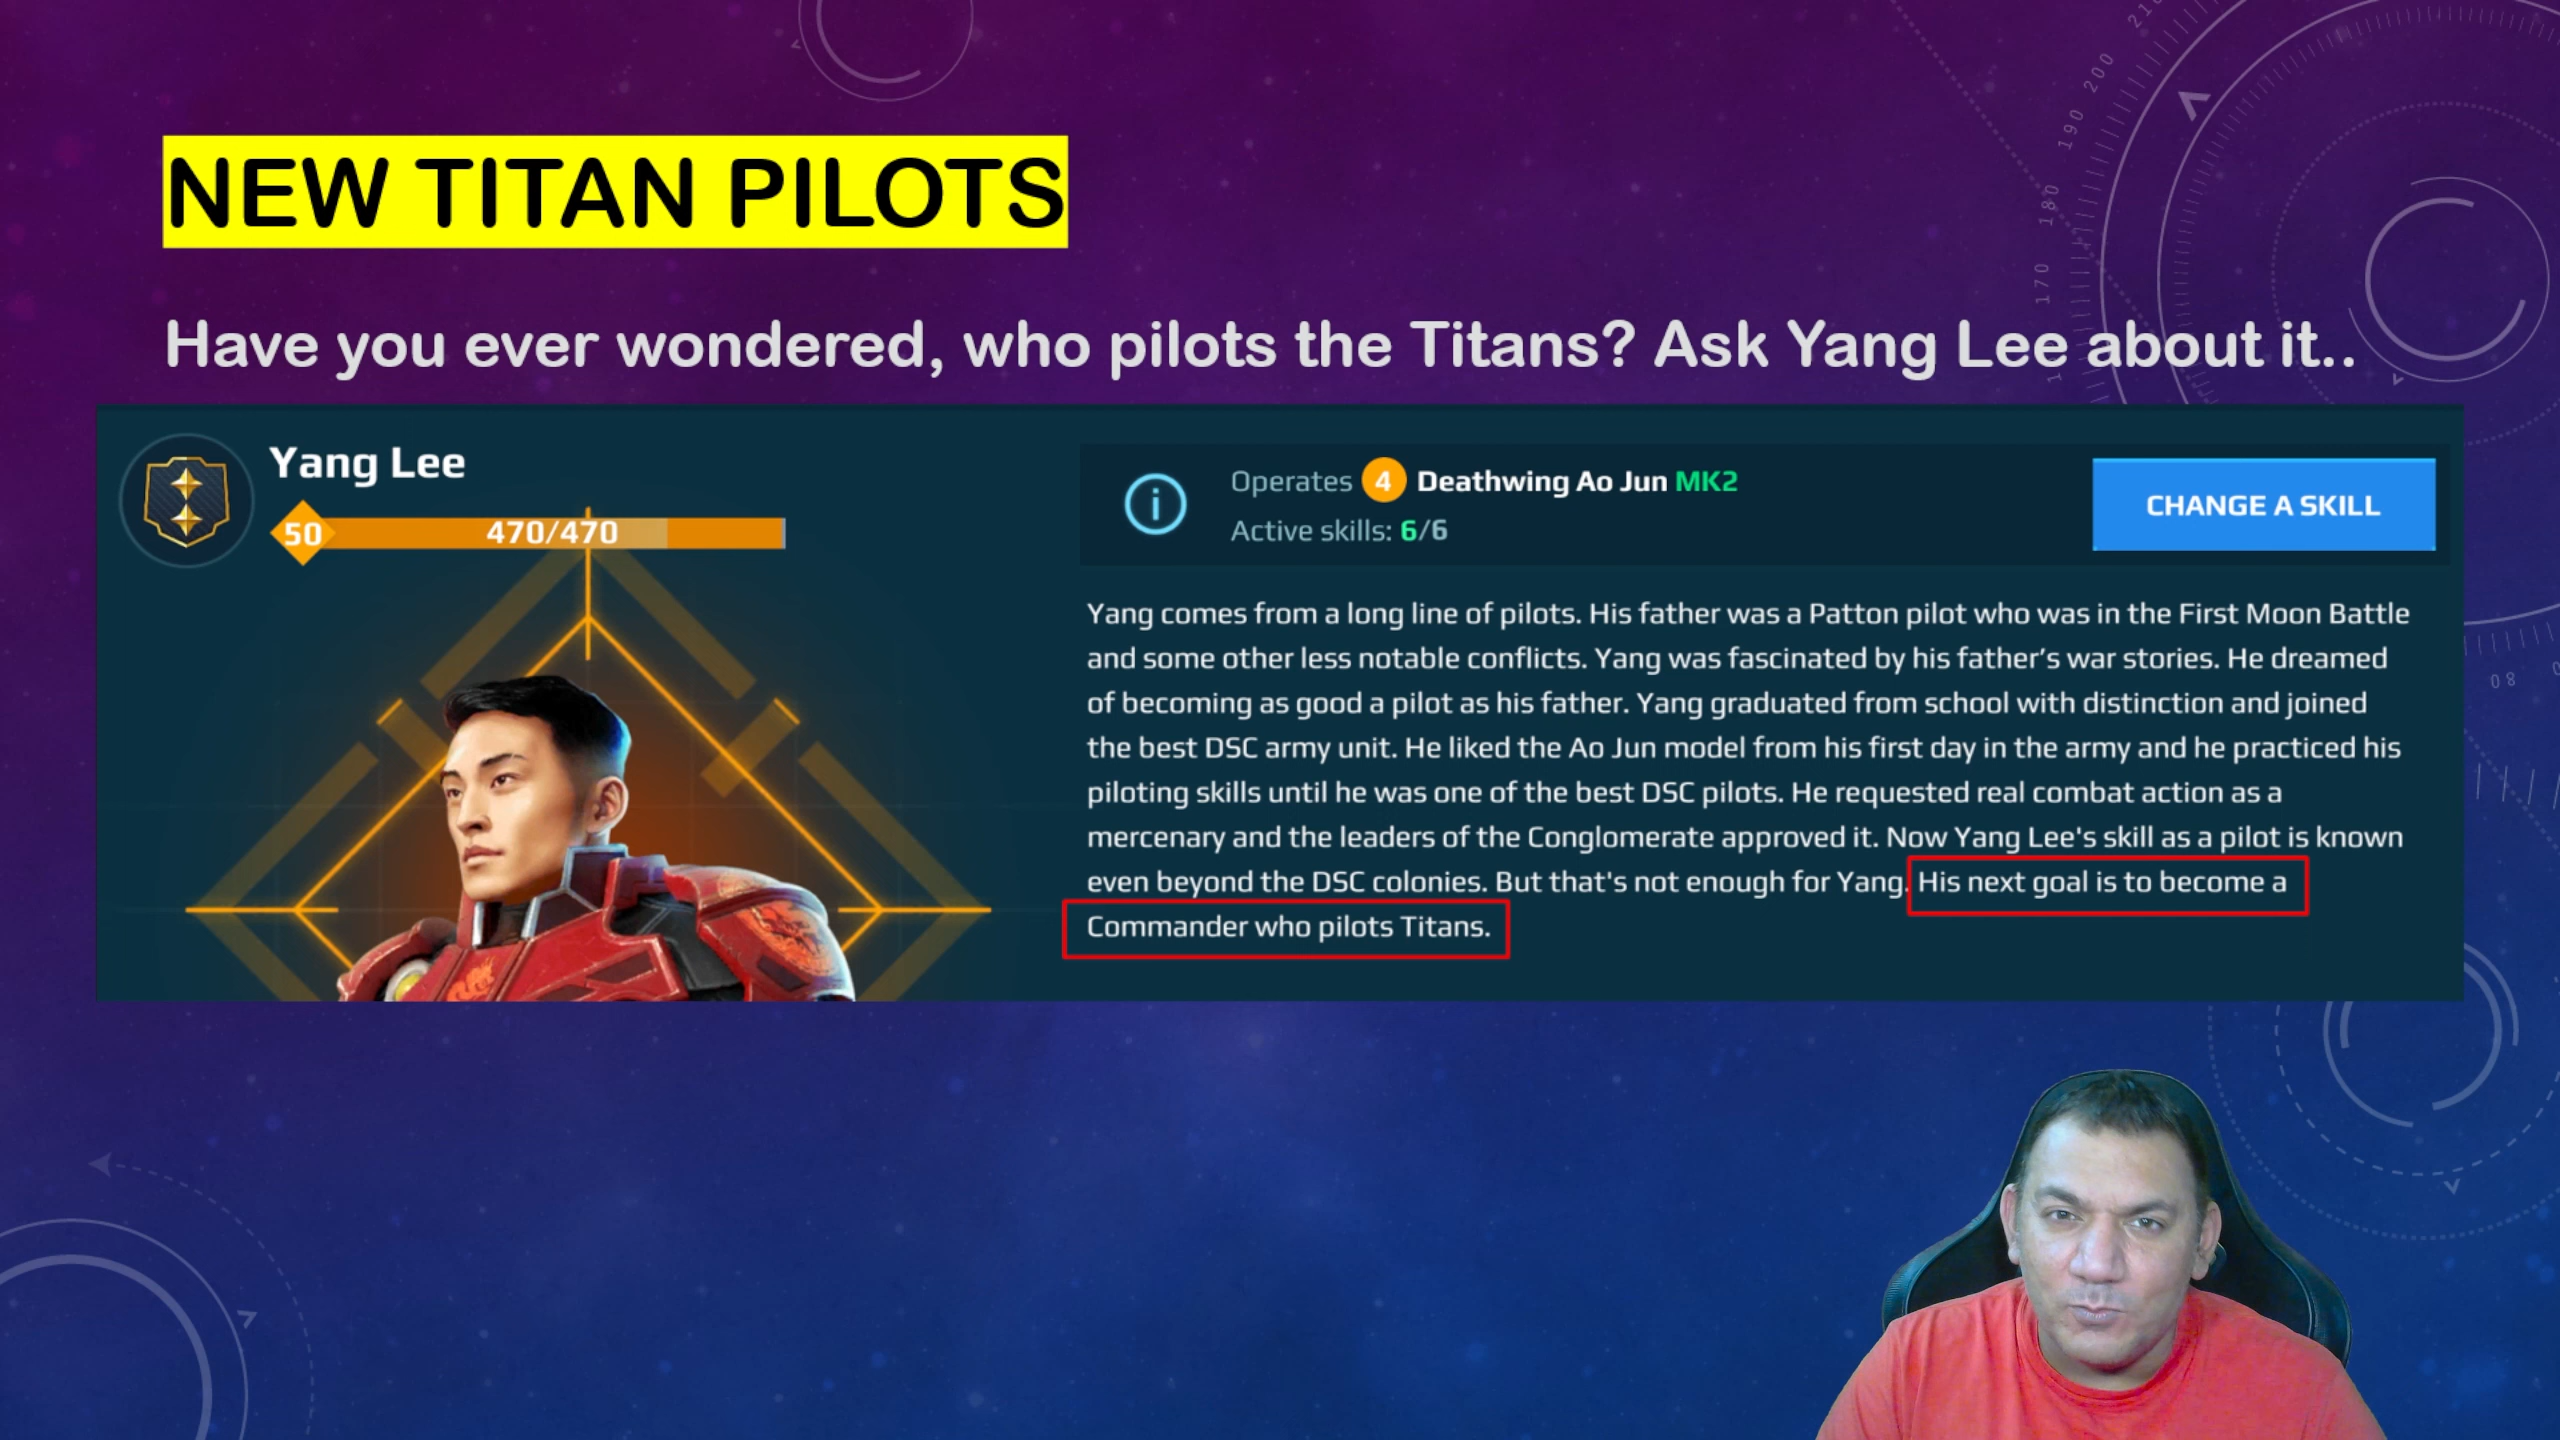 NEW TITAN PILOTS
Have you ever wondered, who pilots the Titans? Ask Yang Lee about it..
Yang Lee
50 470/470
Operates 4 Deathwing Ao Jun MK2
Active skills: 6/6
CHANGE A SKILL
Yang comes from a long line of pilots. His father was a Patton pilot who was in the First Moon Battle
and some other less notable conflicts. Yang was fascinated by his father's war stories. He dreamed
of becoming as good a pilot as his father. Yang graduated from school with distinction and joined
the best DSC army unit. He liked the Ao Jun model from his first day in the army and he practiced his
piloting skills until he was one of the best DSC pilots. He requested real combat action as a
mercenary and the leaders of the Conglomerate approved it. Now Yang Lee's skill as a pilot is known
even beyond the DSC colonies. But that's not enough for Yang. His next goal is to become a
Commander who pilots Titans.
200
190
180
170
80